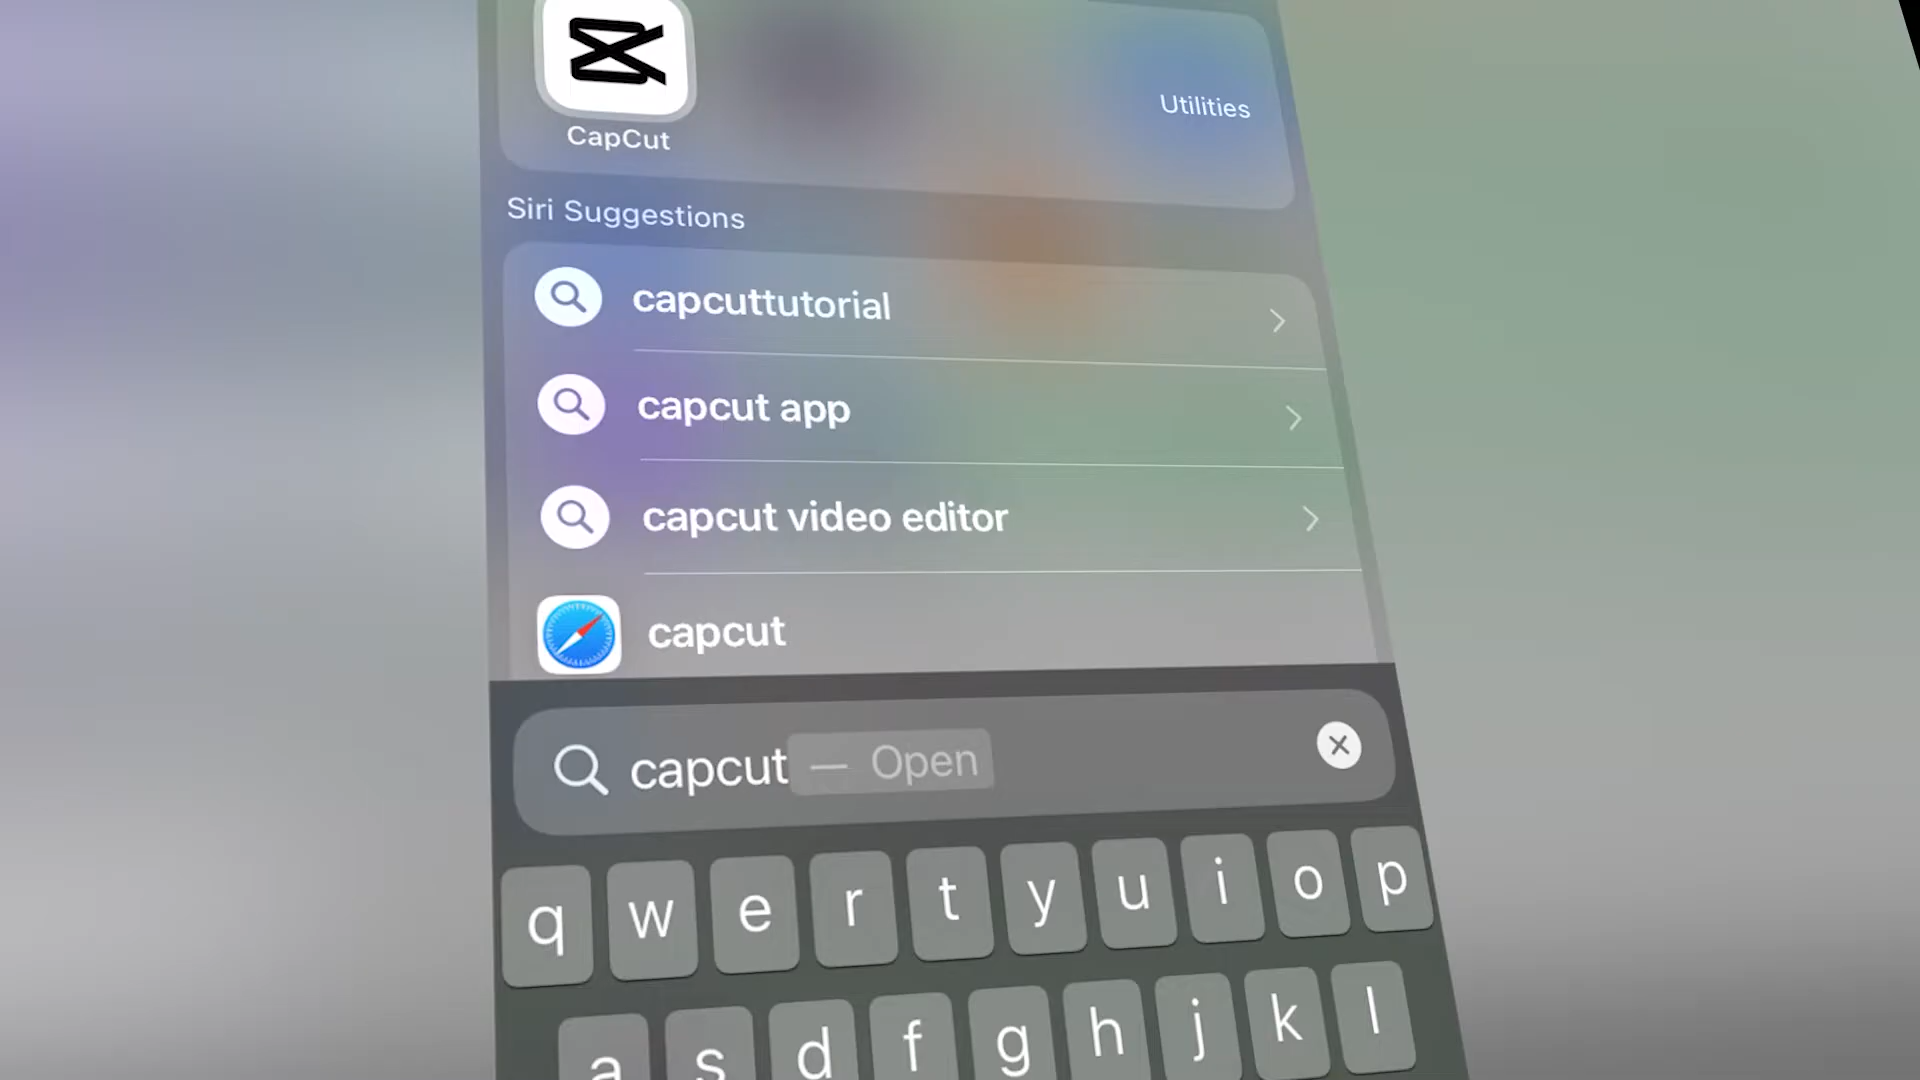 CapCut
Utilities
Siri Suggestions
capcuttutorial
capcut app
capcut video editor
capcut
capcut — Open
q w e r t y u i o p
a s d f g h j k l